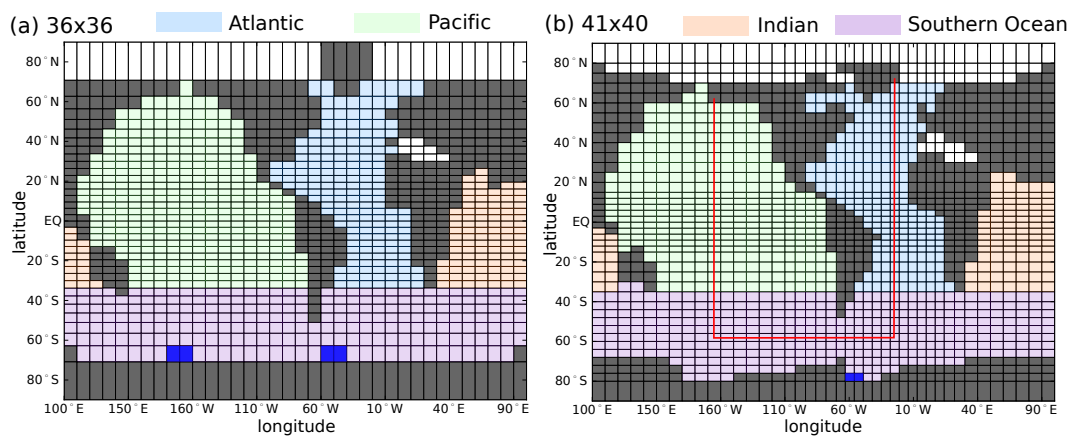 (a) 36x36 Atlantic Pacific (b) 41x40 Indian Southern Ocean
80°N 80°N
60°N 60°N
40°N 40°N
20°N 20°N
EQ EQ
20°S 20°S
40°S 40°S
60°S 60°S
80°S 80°S
latitude latitude
100°E 150°E 160°W 110°W 60°W 10°W 40°E 90°E 100°E 150°E 160°W 110°W 60°W 10°W 40°E 90°E
longitude longitude